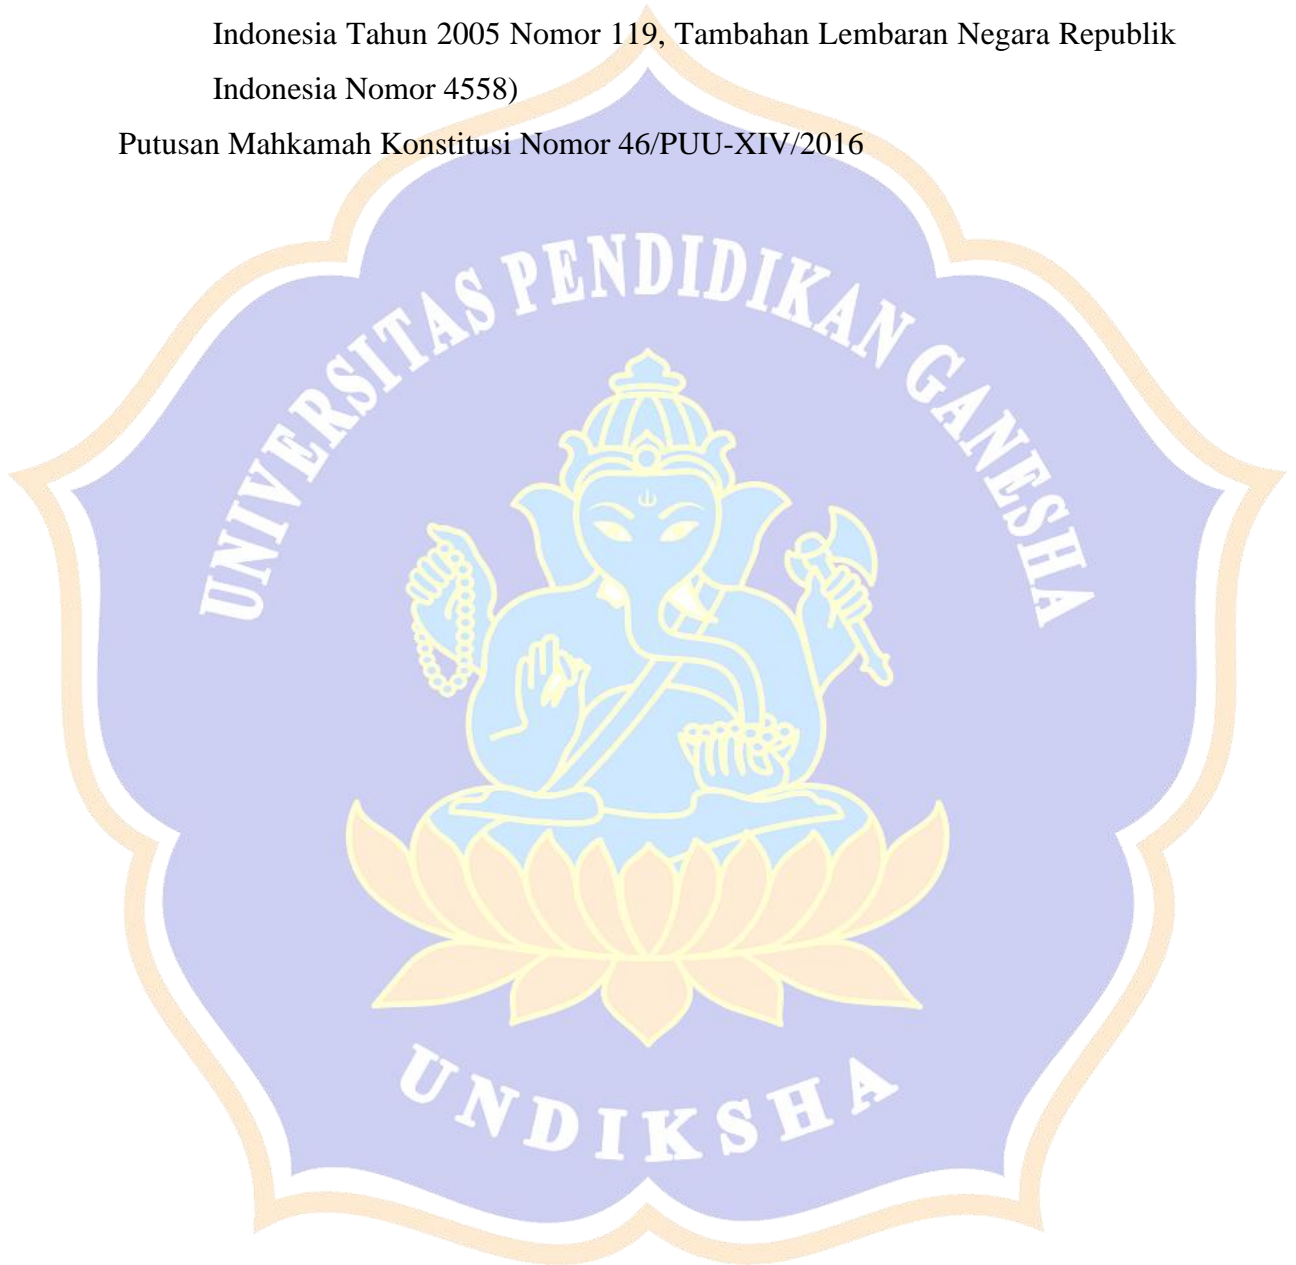 Indonesia Tahun 2005 Nomor 119, Tambahan Lembaran Negara Republik
Indonesia Nomor 4558)
Putusan Mahkamah Konstitusi Nomor 46/PUU-XIV/2016
UNIVERSITAS PENDIDIKAN GANESHA
UNDIKSHA